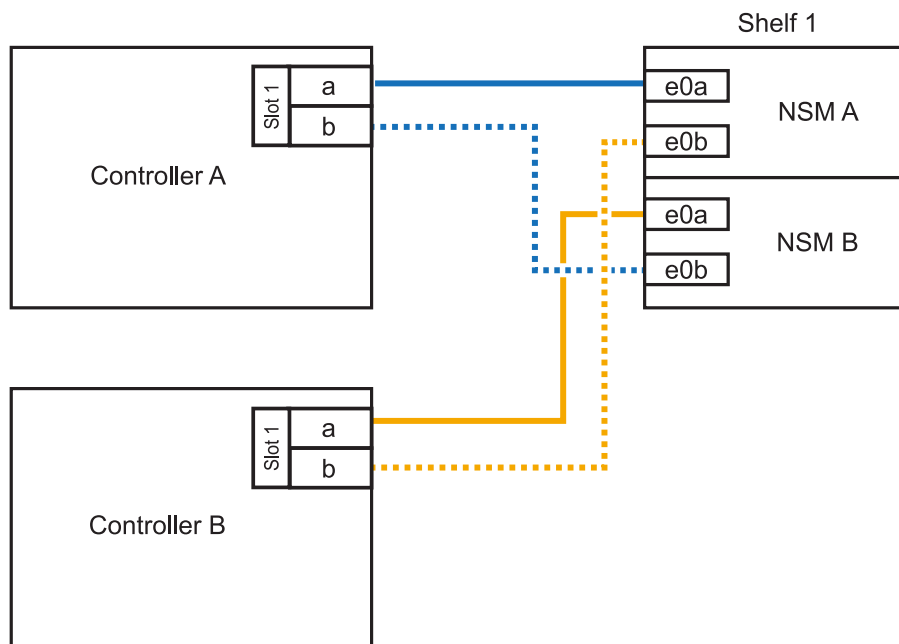 Shelf 1
Slot 1
a
b
Controller A
e0a
e0b
NSM A
e0a
e0b
NSM B
Slot 1
a
b
Controller B